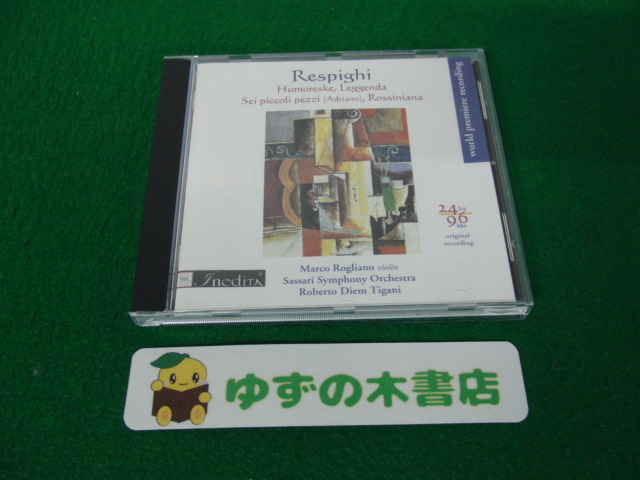 Respighi
Humoreske, Leggenda
Sei piccoli pezzi (Adriano), Rossiniana
world premiere recording
24 bit
96 khz
original
recording
Marco Rogliano violin
Sassari Symphony Orchestra
Roberto Diem Tigani
Inedita
ゆずの木書店